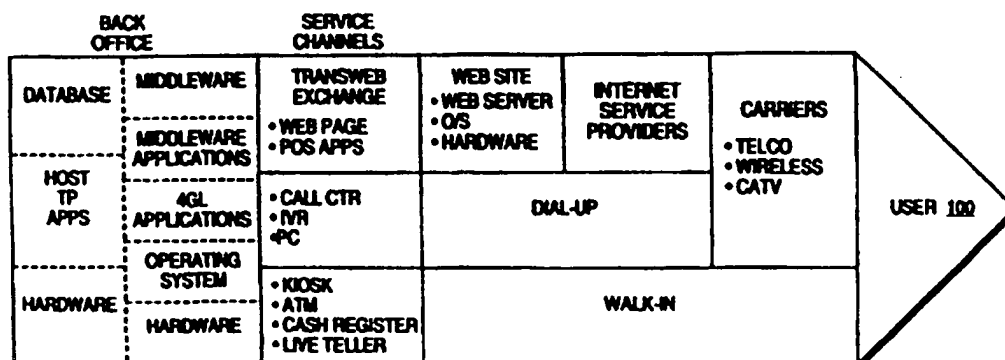 BACK
OFFICE
SERVICE
CHANNELS
DATABASE
HOST
TP
APPS
HARDWARE
MIDDLEWARE
MIDDLEWARE
APPLICATIONS
4GL
APPLICATIONS
OPERATING
SYSTEM
HARDWARE
TRANSWEB
EXCHANGE
• WEB PAGE
• POS APPS
• CALL CTR
• IVR
• PC
• KIOSK
• ATM
• CASH REGISTER
• LIVE TELLER
WEB SITE
• WEB SERVER
• O/S
• HARDWARE
INTERNET
SERVICE
PROVIDERS
DIAL-UP
WALK-IN
CARRIERS
• TELCO
• WIRELESS
• CATV
USER 100